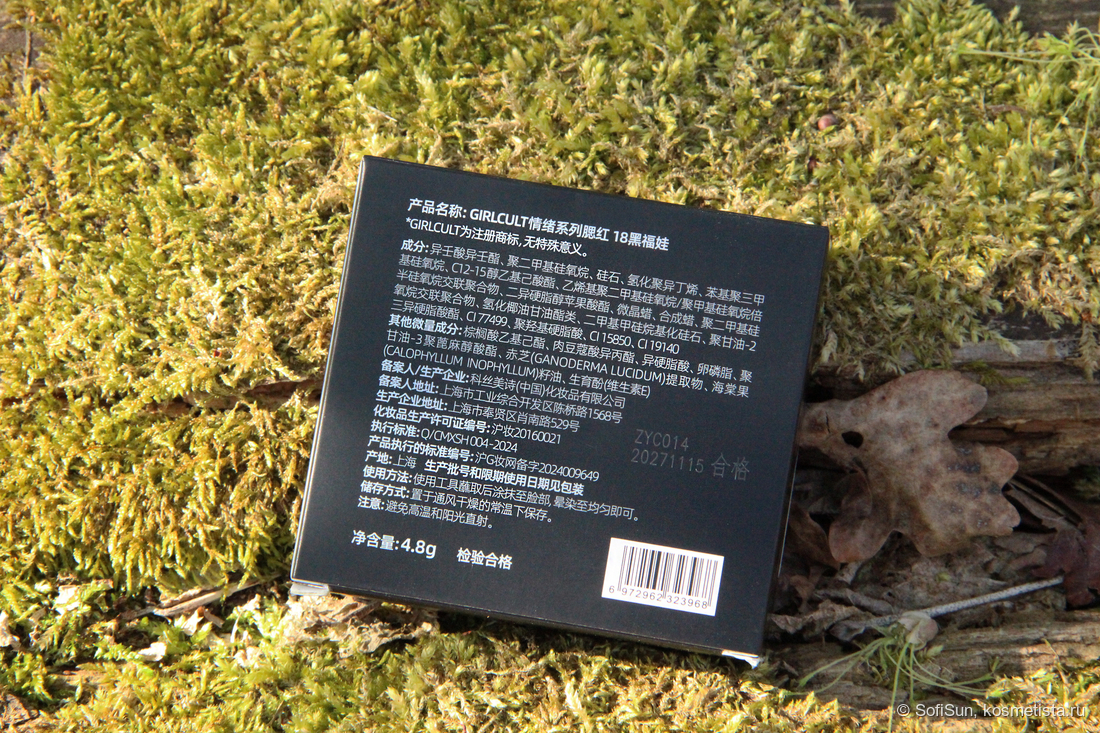 产品名称: GIRLCULT情绪系列腮红 18黑福娃
*GIRLCULT为注册商标, 无特殊意义。
成分: 异壬酸异壬酯、聚二甲基硅氧烷、硅石、氢化聚异丁烯、苯基聚三甲
基硅氧烷、C12-15醇乙基己酸酯、乙烯基聚二甲基硅氧烷/聚甲基硅氧烷倍
半硅氧烷交联聚合物、二异硬脂醇苹果酸酯、微晶蜡、合成蜡、聚二甲基硅
氧烷交联聚合物、氢化椰油甘油酯类、二甲基甲硅烷基化硅石、聚甘油-2
三异硬脂酸酯、CI 77499、聚羟基硬脂酸、CI 15850、CI 19140
其他微量成分: 棕榈酸乙基己酯、肉豆蔻酸异丙酯、异硬脂酸、卵磷脂、聚
甘油-3聚蓖麻醇酸酯、赤芝(GANODERMA LUCIDUM)提取物、海棠果
(CALOPHYLLUM INOPHYLLUM)籽油、生育酚(维生素E)
备案人/生产企业: 科丝美诗(中国)化妆品有限公司
备案人地址: 上海市工业综合开发区陈桥路1568号
生产企业地址: 上海市奉贤区肖南路529号
化妆品生产许可证编号: 沪妆20160021
执行标准: Q/CMXSH 004-2024
产品执行的标准编号: 沪G妆网备字2024009649
产地: 上海 生产批号和限期使用日期见包装
使用方法: 使用工具蘸取后涂抹至脸部, 晕染至均匀即可。
储存方式: 置于通风干燥的常温下保存。
注意: 避免高温和阳光直射。
ZYC014
20271115 合格
净含量: 4.8g 检验合格
6 972962 323968
© SofiSun, kosmetista.ru